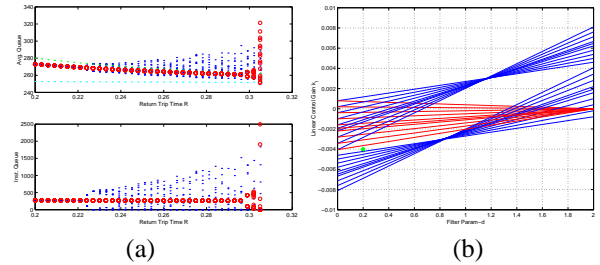 340
320
300
280
260
240
Avg. Queue
0.2 0.22 0.24 0.26 0.28 0.3 0.32
Return Trip Time R
2500
2000
1500
1000
500
0
Inst. Queue
0.2 0.22 0.24 0.26 0.28 0.3 0.32
Return Trip Time R
(a)
0.01
0.008
0.006
0.004
0.002
0
−0.002
−0.004
−0.006
−0.008
−0.01
Linear Control Gain k
0 0.2 0.4 0.6 0.8 1 1.2 1.4 1.6 1.8 2
Filter Param−d
(b)